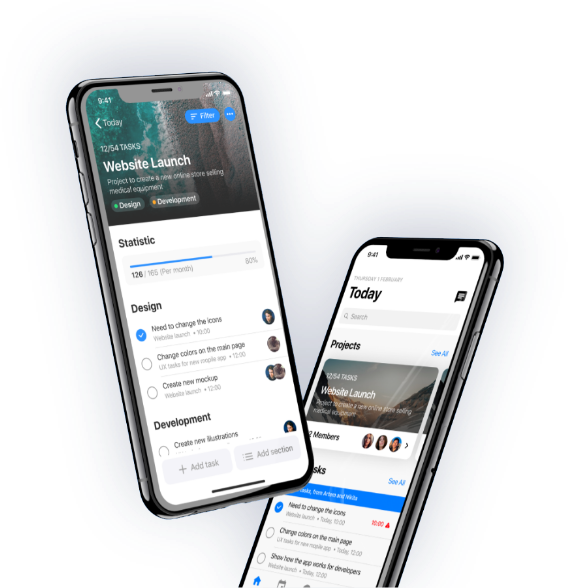 9:41
Today
Filter
12/54 TASKS
Website Launch
Project to create a new online store selling
medical equipment
Design
Development
Statistic
126 / 165 (Per month)
60%
Design
Need to change the icons
Website launch • 10:00
Change colors on the main page
UX tasks for new mobile app • 12:00
Create new mockup
Website launch • 12:00
Development
Create new illustrations
Add task
Add section
9:41
THURSDAY 1 FEBRUARY
Today
Search
Projects
See All
12/54 TASKS
Website Launch
Project to create a new online store selling
medical equipment
2 Members
See All
tasks, from Artem and Nikita
Need to change the icons
Website launch • Today, 10:00
10:00
Change colors on the main page
UX tasks for new mobile app • Today, 12:00
Show how the app works for developers
Website launch • Today, 12:00